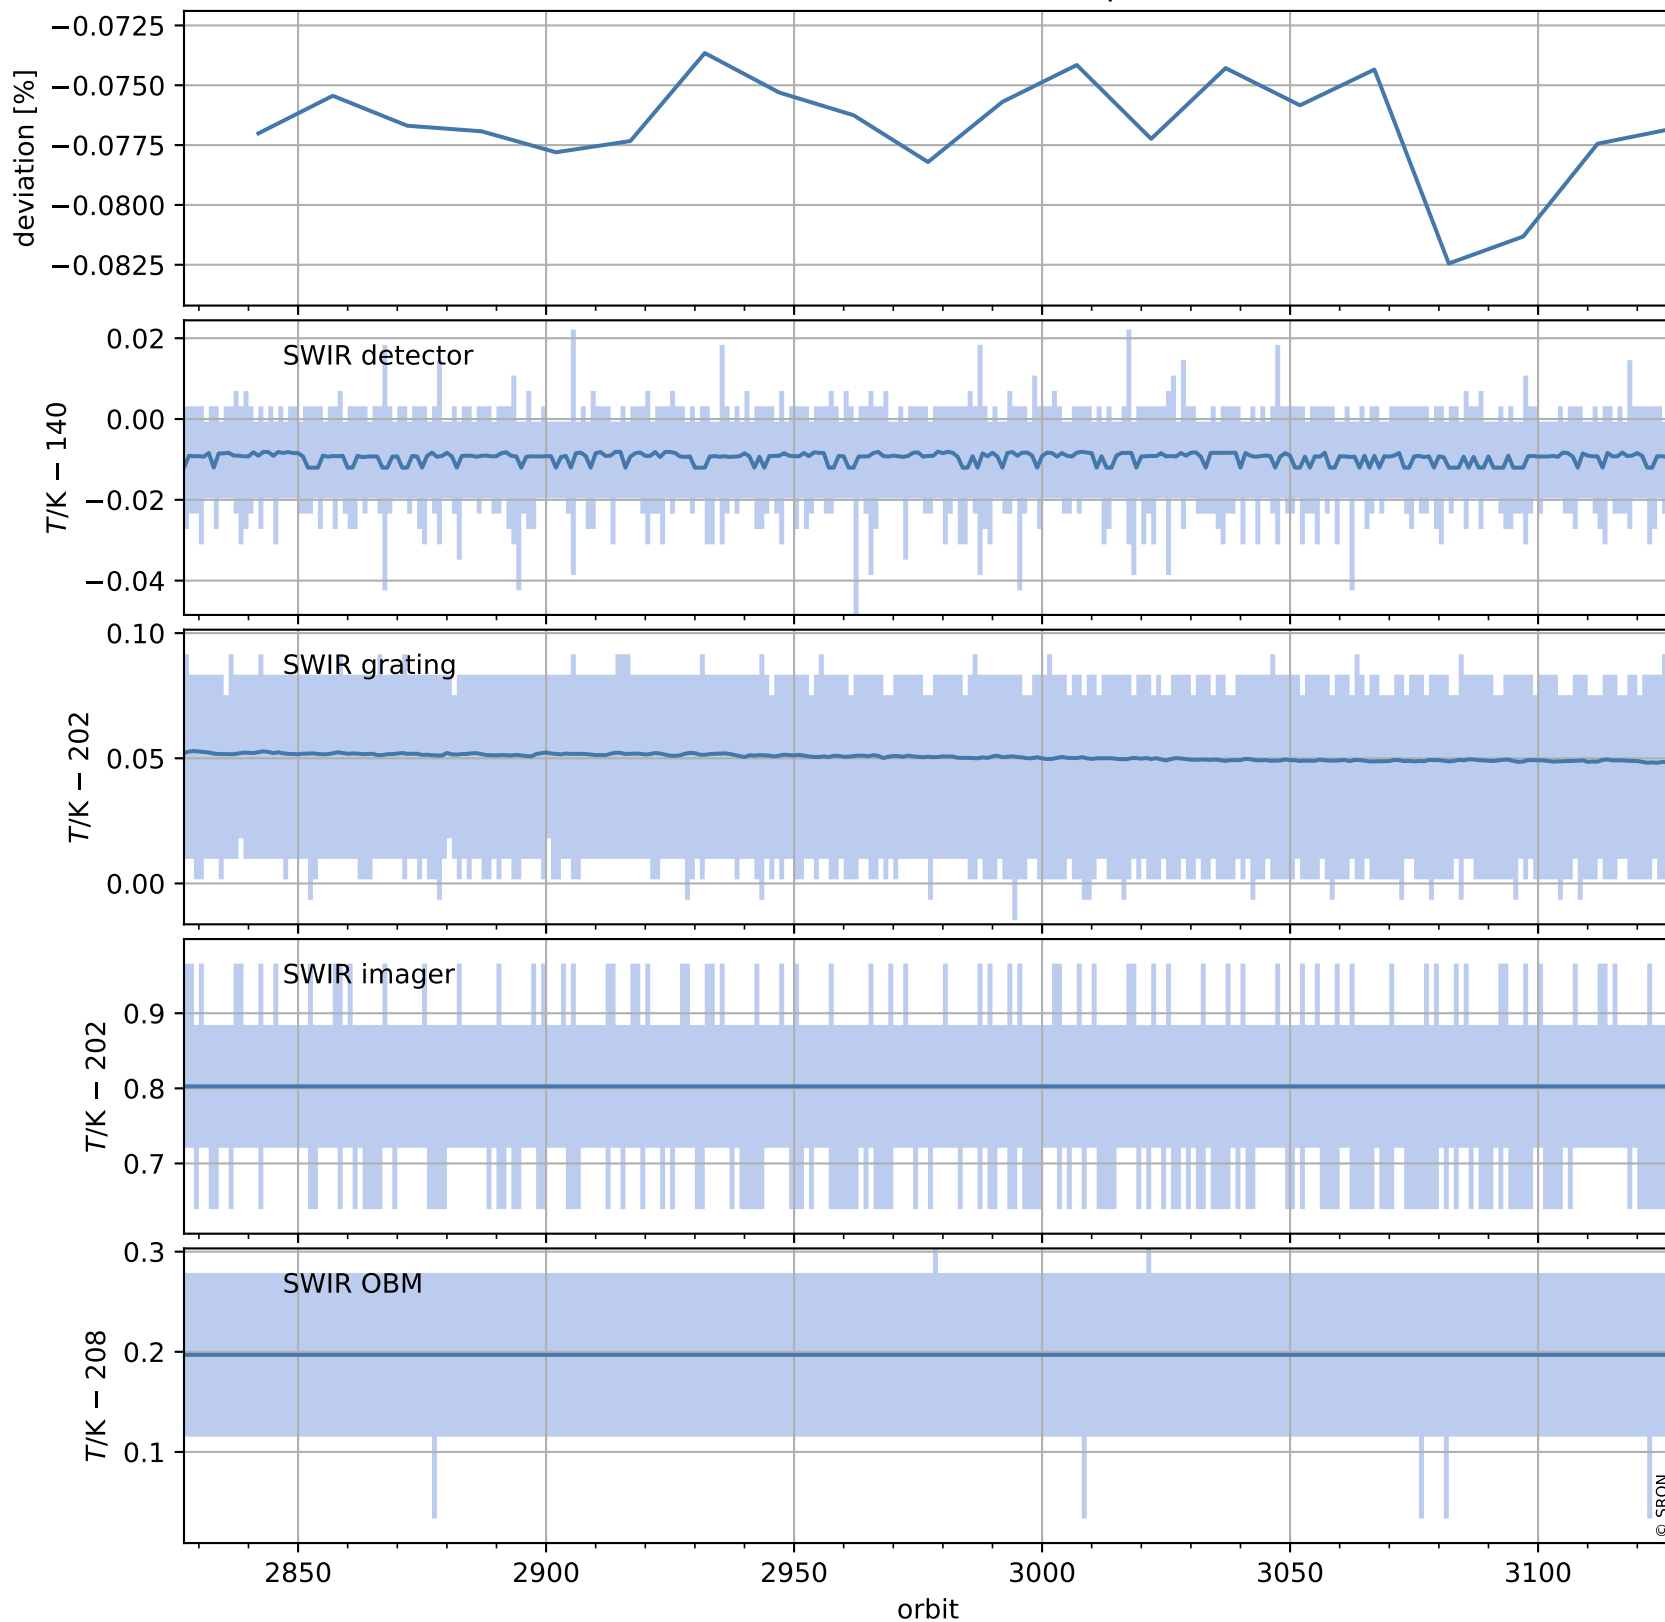 −0.0725
−0.0750
−0.0775
−0.0800
−0.0825
deviation [%]
SWIR detector
0.02
0.00
−0.02
−0.04
T/K − 140
SWIR grating
0.10
0.05
0.00
T/K − 202
SWIR imager
0.9
0.8
0.7
T/K − 202
SWIR OBM
0.3
0.2
0.1
T/K − 208
© SRON
2850 2900 2950 3000 3050 3100
orbit